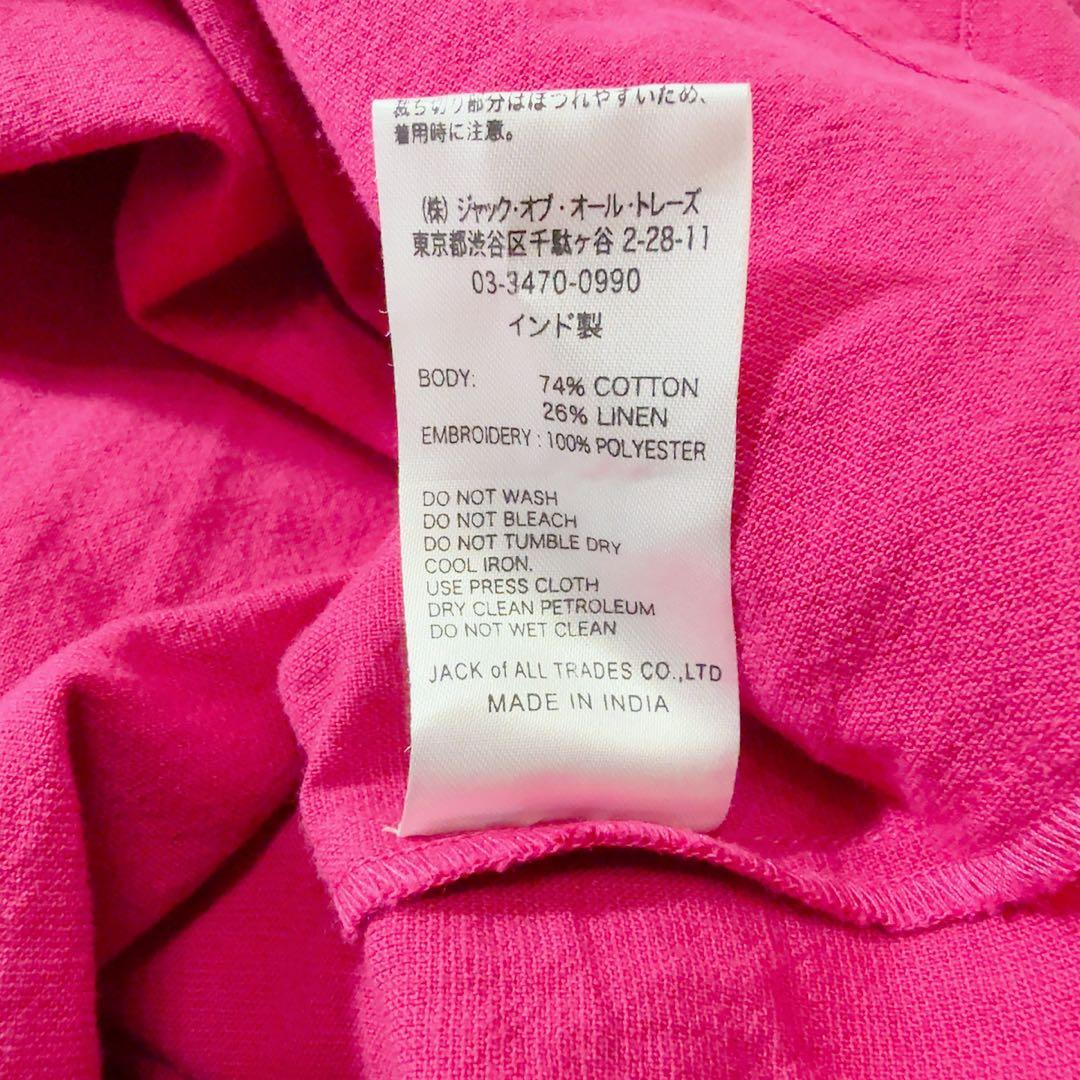 裁ち切り部分はほつれやすいため、
着用時に注意。
(株) ジャック・オブ・オール・トレーズ
東京都渋谷区千駄ヶ谷 2-28-11
03-3470-0990
インド製
BODY: 74% COTTON
26% LINEN
EMBROIDERY : 100% POLYESTER
DO NOT WASH
DO NOT BLEACH
DO NOT TUMBLE DRY
COOL IRON.
USE PRESS CLOTH
DRY CLEAN PETROLEUM
DO NOT WET CLEAN
JACK of ALL TRADES CO.,LTD
MADE IN INDIA